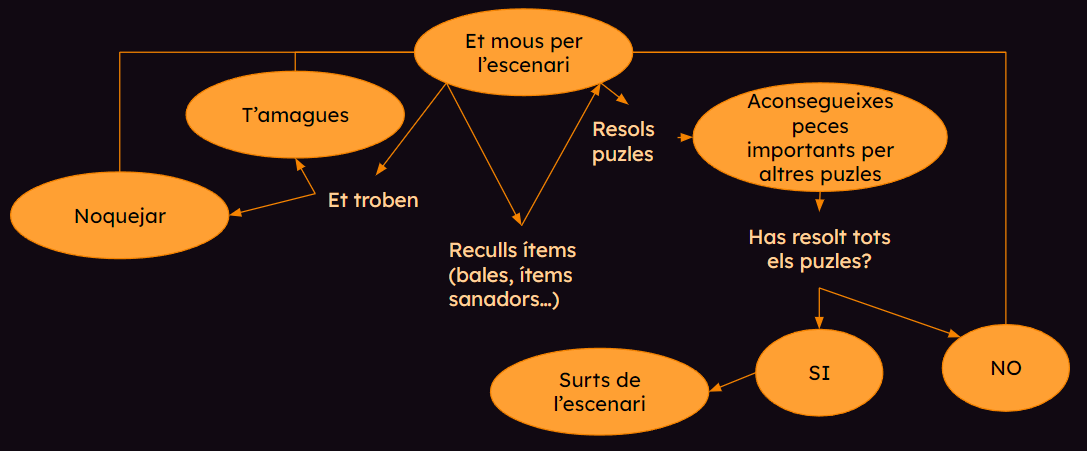 Et mous per
l'escenari
T'amagues
Noquejar
Et troben
Reculls ítems
(bales, ítems
sanadors...)
Resols
puzles
Aconsegueixes
peces
importants per
altres puzles
Has resolt tots
els puzles?
SI
NO
Surts de
l'escenari